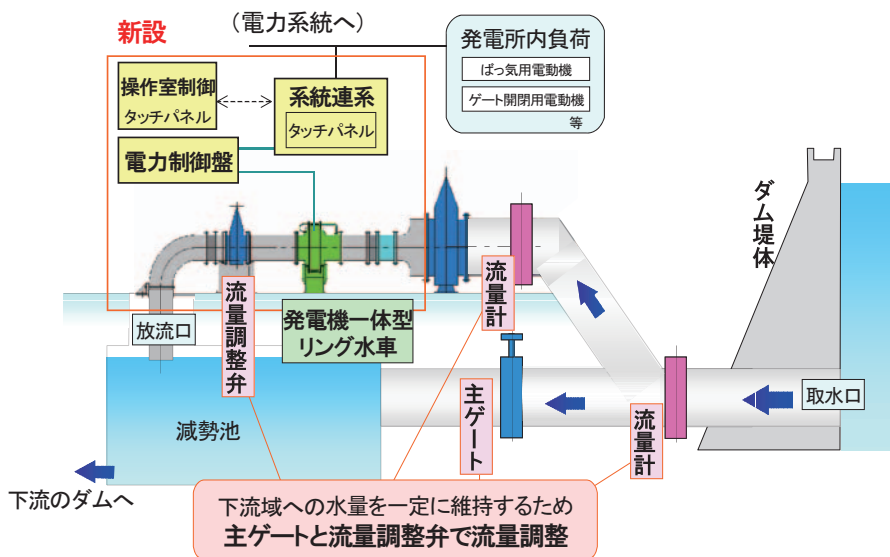 新設
(電力系統へ)
発電所内負荷
ばっ気用電動機
ゲート開閉用電動機
等
操作室制御
タッチパネル
系統連系
タッチパネル
電力制御盤
ダム堤体
流量計
流量調整弁
発電機一体型
リング水車
放流口
主ゲート
流量計
取水口
減勢池
下流のダムへ
下流域への水量を一定に維持するため
主ゲートと流量調整弁で流量調整